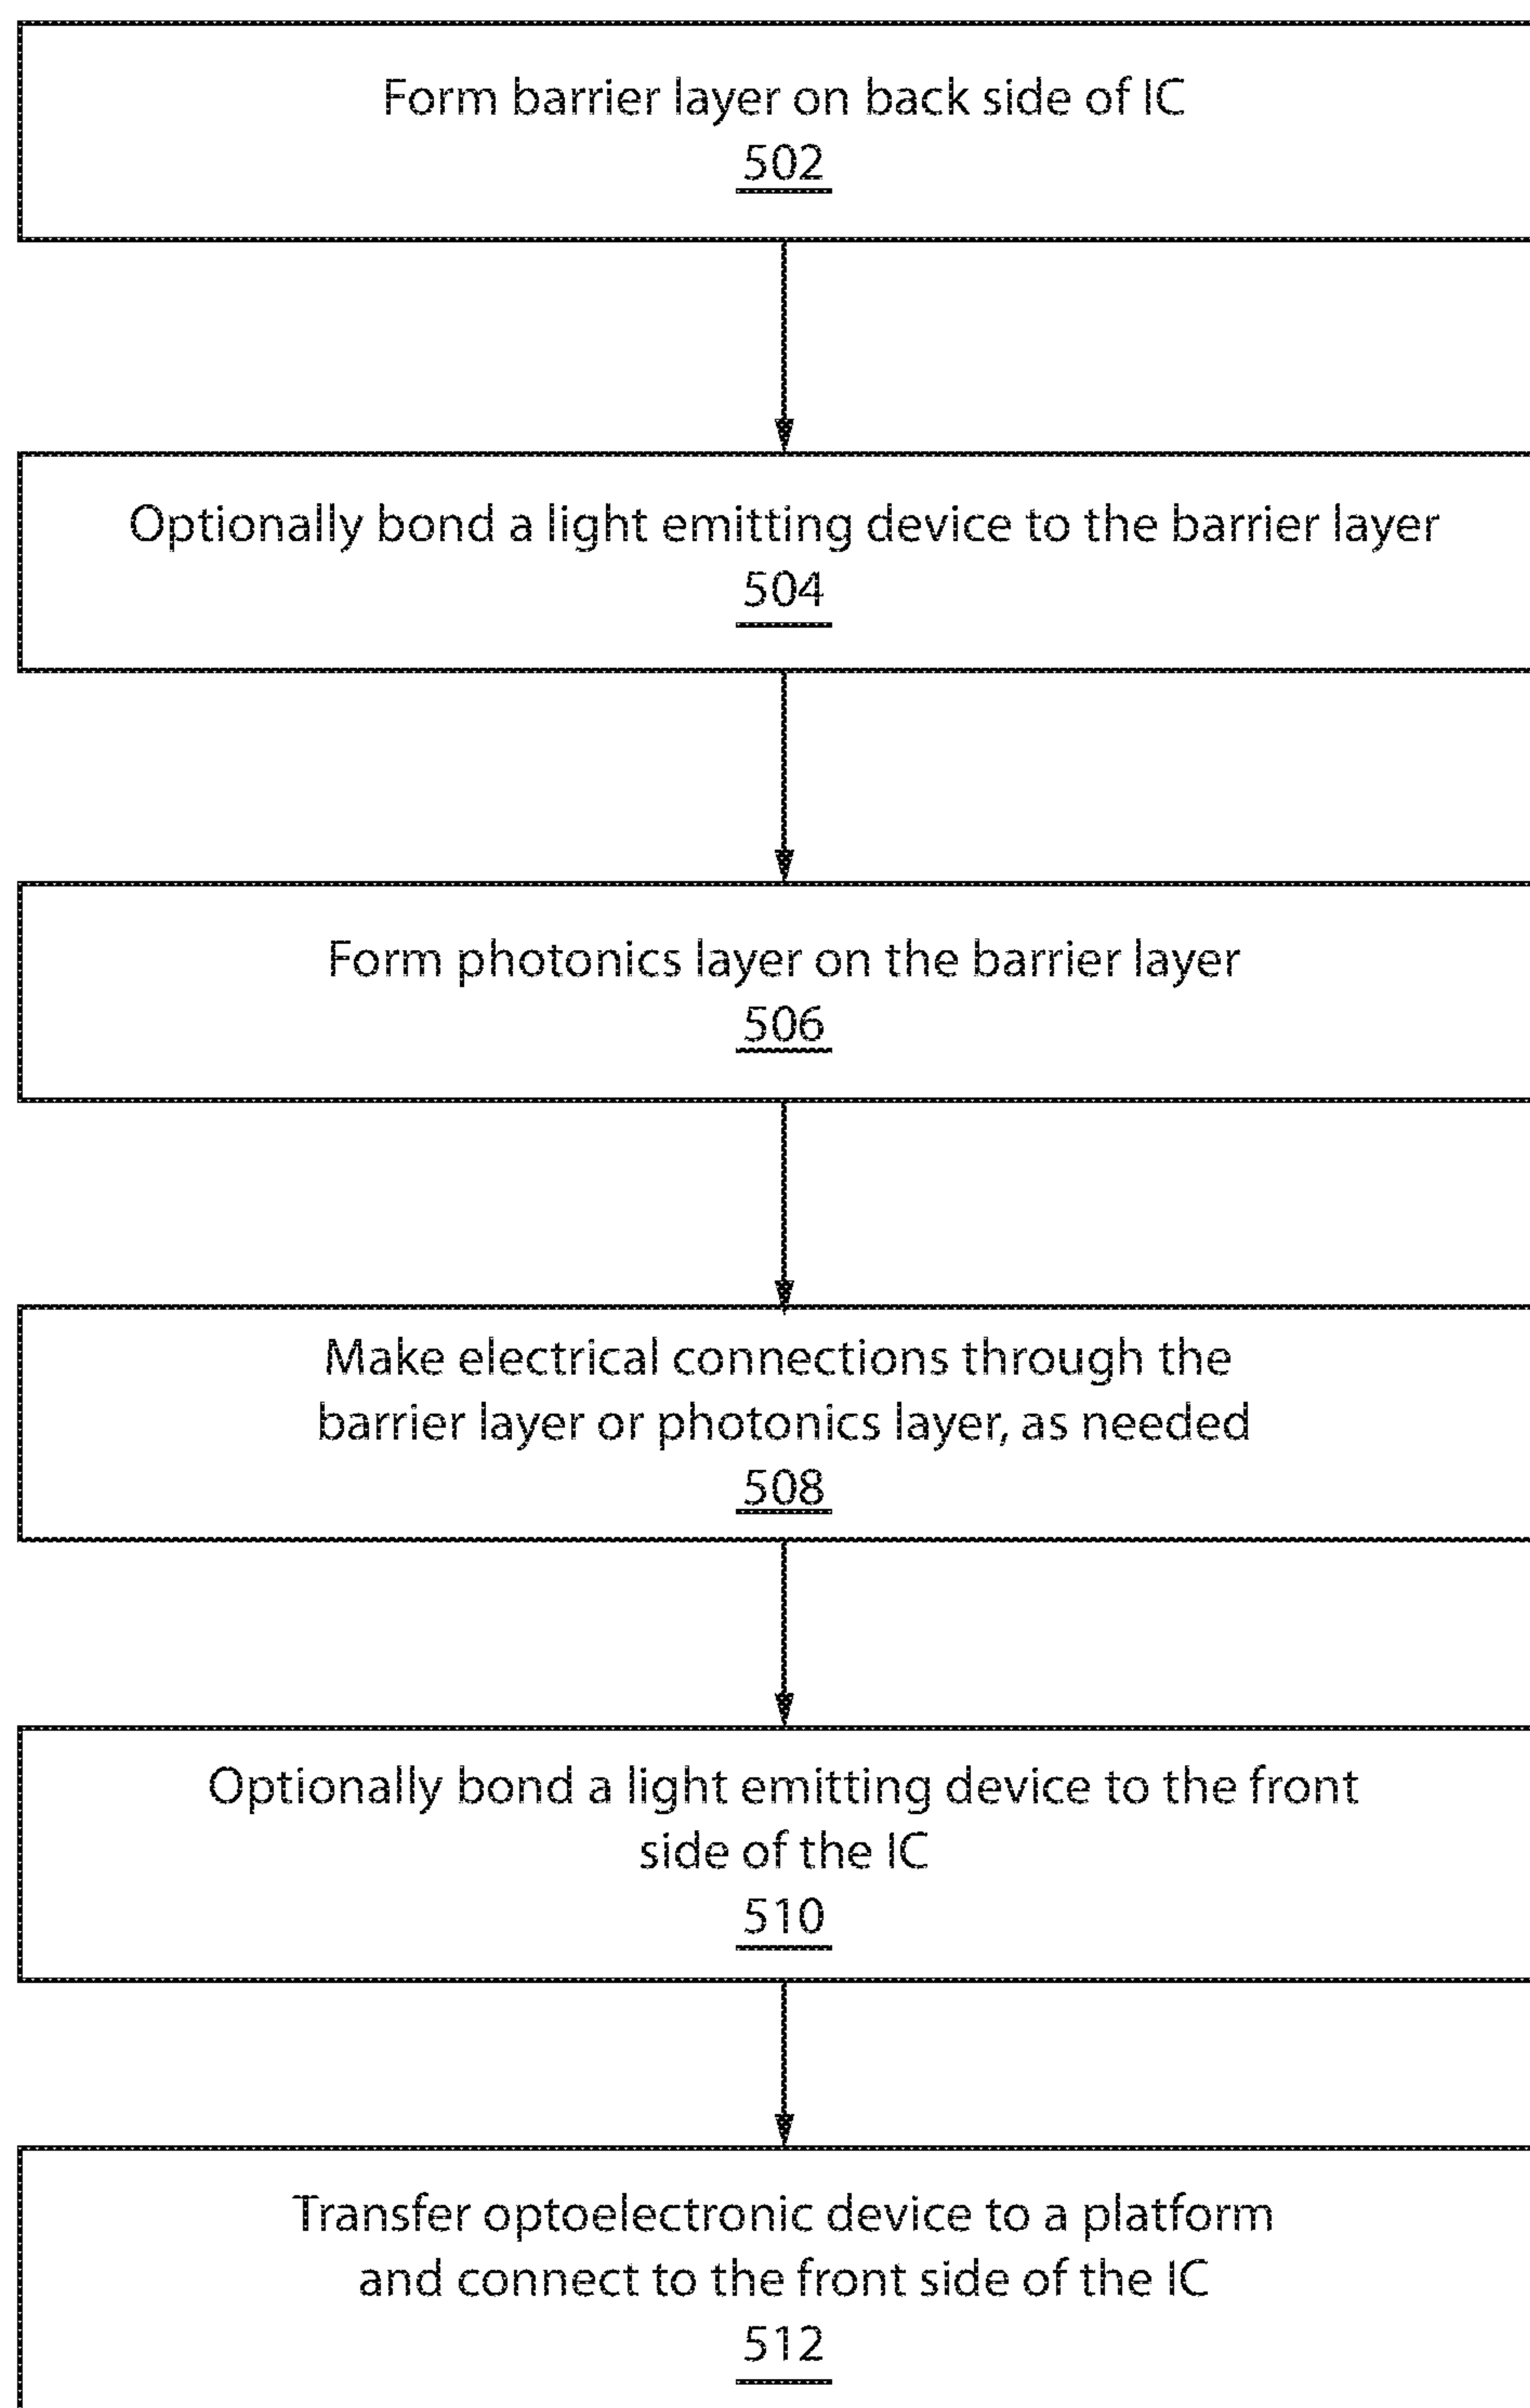 Form barrier layer on back side of IC
502
Optionally bond a light emitting device to the barrier layer
504
Form photonics layer on the barrier layer
506
Make electrical connections through the
barrier layer or photonics layer, as needed
508
Optionally bond a light emitting device to the front
side of the IC
510
Transfer optoelectronic device to a platform
and connect to the front side of the IC
512